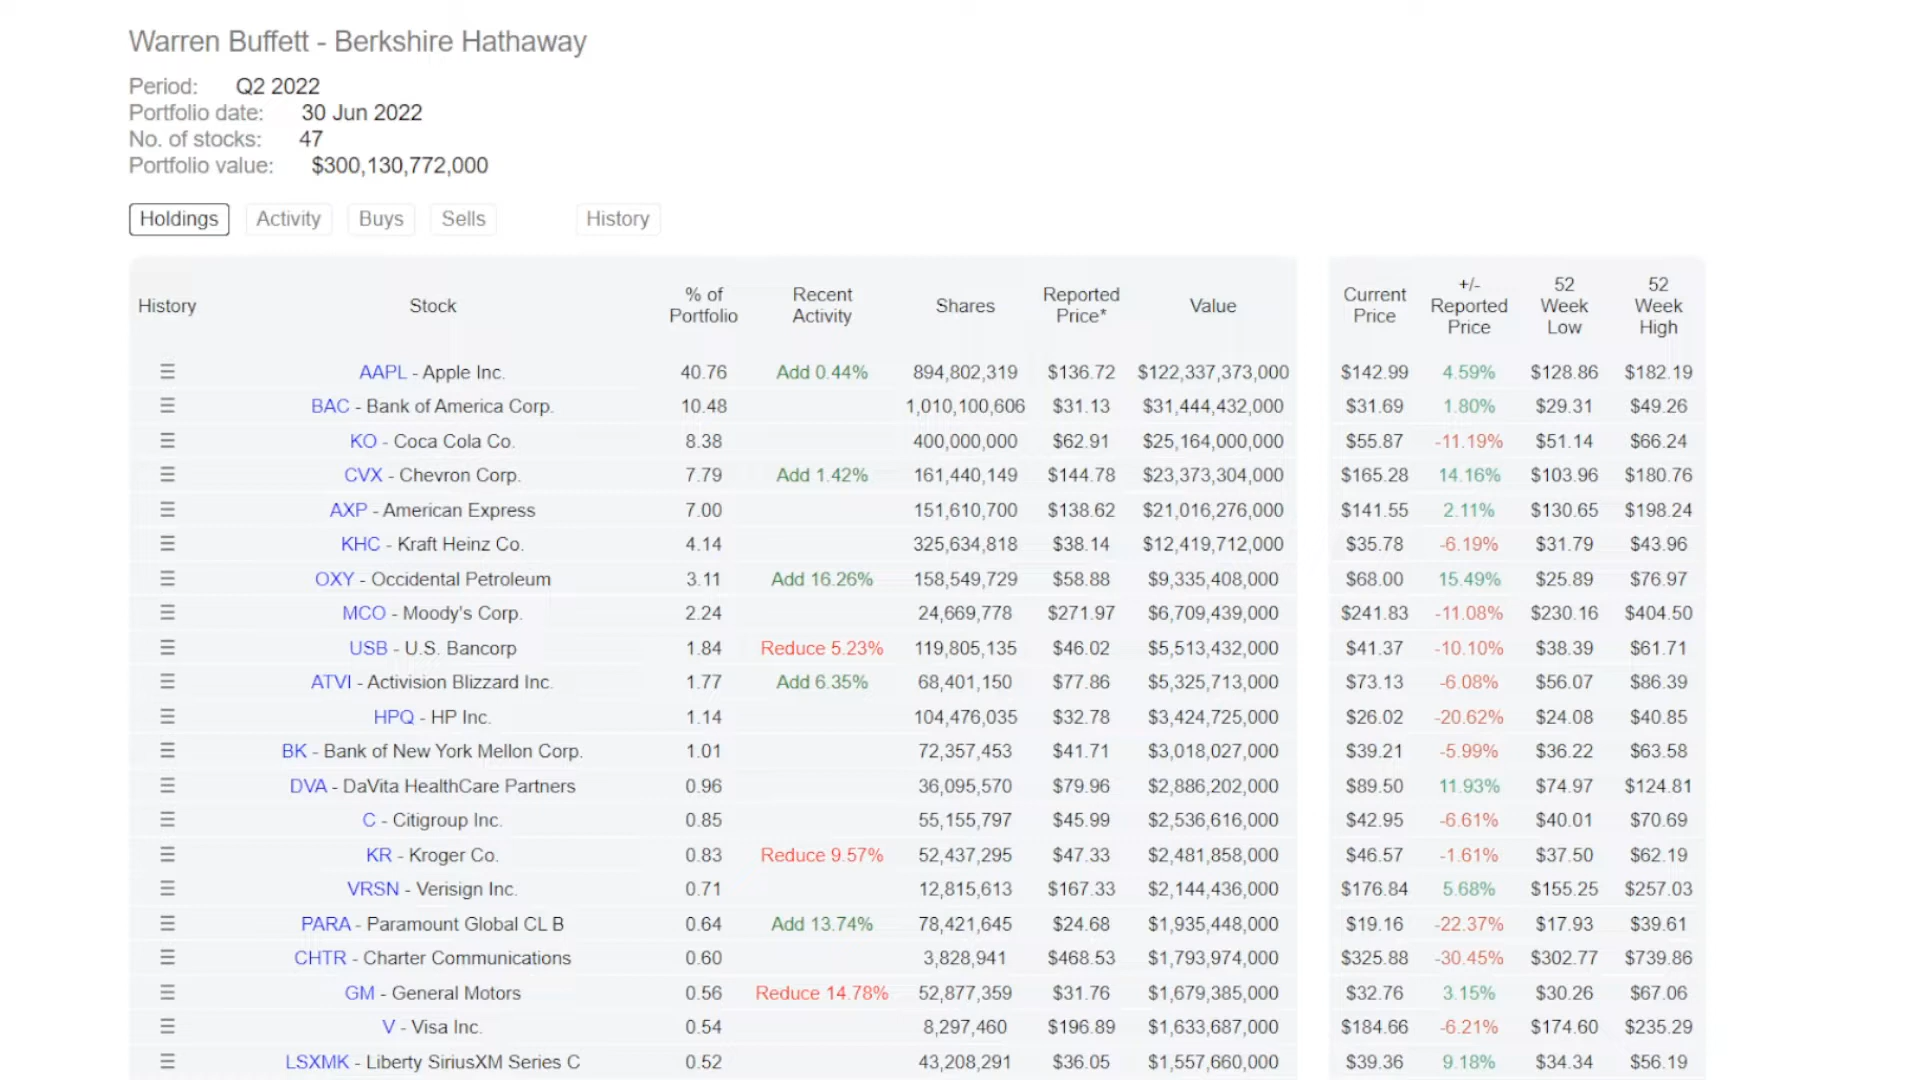 Warren Buffett - Berkshire Hathaway
Period: Q2 2022
Portfolio date: 30 Jun 2022
No. of stocks: 47
Portfolio value: $300,130,772,000
Holdings Activity Buys Sells History
History Stock % of Portfolio Recent Activity Shares Reported Price* Value Current Price +/- Reported Price 52 Week Low 52 Week High
☰ AAPL - Apple Inc. 40.76 Add 0.44% 894,802,319 $136.72 $122,337,373,000 $142.99 4.59% $128.86 $182.19
☰ BAC - Bank of America Corp. 10.48 1,010,100,606 $31.13 $31,444,432,000 $31.69 1.80% $29.31 $49.26
☰ KO - Coca Cola Co. 8.38 400,000,000 $62.91 $25,164,000,000 $55.87 -11.19% $51.14 $66.24
☰ CVX - Chevron Corp. 7.79 Add 1.42% 161,440,149 $144.78 $23,373,304,000 $165.28 14.16% $103.96 $180.76
☰ AXP - American Express 7.00 151,610,700 $138.62 $21,016,276,000 $141.55 2.11% $130.65 $198.24
☰ KHC - Kraft Heinz Co. 4.14 325,634,818 $38.14 $12,419,712,000 $35.78 -6.19% $31.79 $43.96
☰ OXY - Occidental Petroleum 3.11 Add 16.26% 158,549,729 $58.88 $9,335,408,000 $68.00 15.49% $25.89 $76.97
☰ MCO - Moody's Corp. 2.24 24,669,778 $271.97 $6,709,439,000 $241.83 -11.08% $230.16 $404.50
☰ USB - U.S. Bancorp 1.84 Reduce 5.23% 119,805,135 $46.02 $5,513,432,000 $41.37 -10.10% $38.39 $61.71
☰ ATVI - Activision Blizzard Inc. 1.77 Add 6.35% 68,401,150 $77.86 $5,325,713,000 $73.13 -6.08% $56.07 $86.39
☰ HPQ - HP Inc. 1.14 104,476,035 $32.78 $3,424,725,000 $26.02 -20.62% $24.08 $40.85
☰ BK - Bank of New York Mellon Corp. 1.01 72,357,453 $41.71 $3,018,027,000 $39.21 -5.99% $36.22 $63.58
☰ DVA - DaVita HealthCare Partners 0.96 36,095,570 $79.96 $2,886,202,000 $89.50 11.93% $74.97 $124.81
☰ C - Citigroup Inc. 0.85 55,155,797 $45.99 $2,536,616,000 $42.95 -6.61% $40.01 $70.69
☰ KR - Kroger Co. 0.83 Reduce 9.57% 52,437,295 $47.33 $2,481,858,000 $46.57 -1.61% $37.50 $62.19
☰ VRSN - Verisign Inc. 0.71 12,815,613 $167.33 $2,144,436,000 $176.84 5.68% $155.25 $257.03
☰ PARA - Paramount Global CL B 0.64 Add 13.74% 78,421,645 $24.68 $1,935,448,000 $19.16 -22.37% $17.93 $39.61
☰ CHTR - Charter Communications 0.60 3,828,941 $468.53 $1,793,974,000 $325.88 -30.45% $302.77 $739.86
☰ GM - General Motors 0.56 Reduce 14.78% 52,877,359 $31.76 $1,679,385,000 $32.76 3.15% $30.26 $67.06
☰ V - Visa Inc. 0.54 8,297,460 $196.89 $1,633,687,000 $184.66 -6.21% $174.60 $235.29
☰ LSXMK - Liberty SiriusXM Series C 0.52 43,208,291 $36.05 $1,557,660,000 $39.36 9.18% $34.34 $56.19